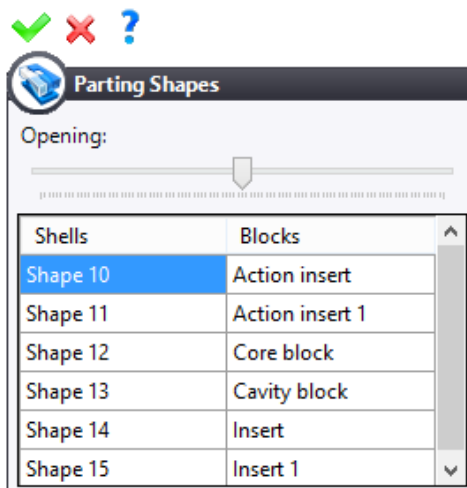 ?
Parting Shapes
Opening:
Shells Blocks
Shape 10 Action insert
Shape 11 Action insert 1
Shape 12 Core block
Shape 13 Cavity block
Shape 14 Insert
Shape 15 Insert 1